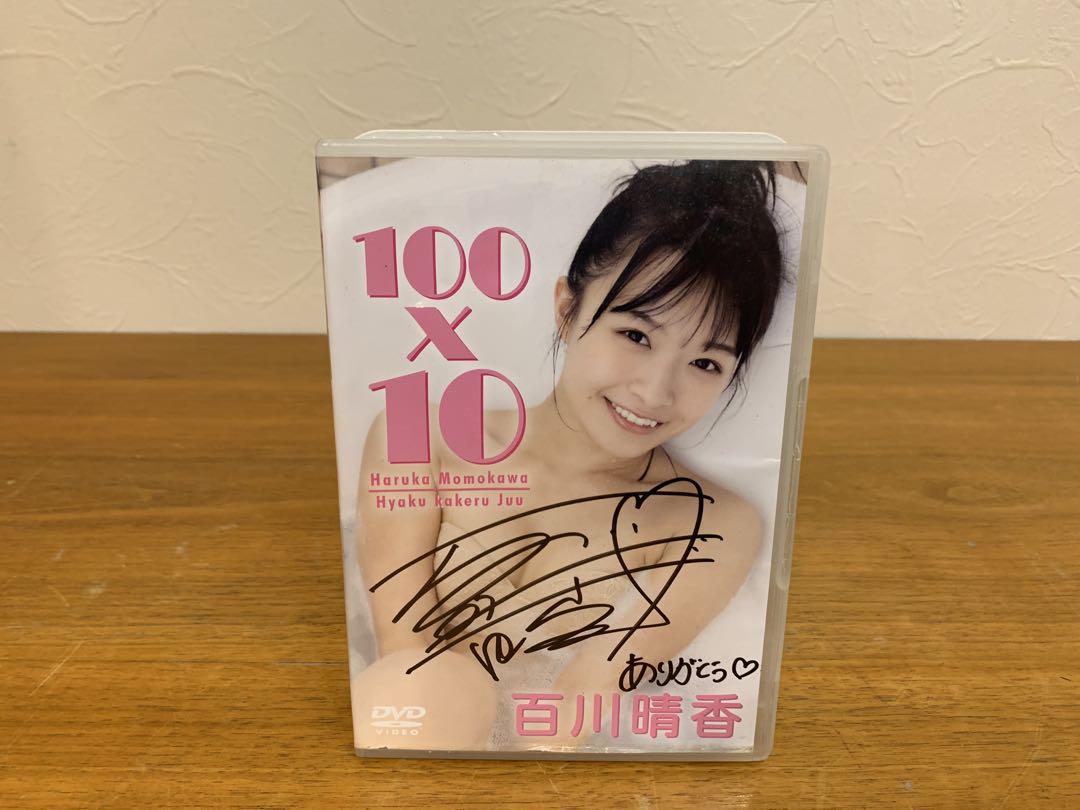 100
X
10
Haruka Momokawa
Hyaku kakeru Juu
ありがとう♡
百川晴香
DVD
VIDEO